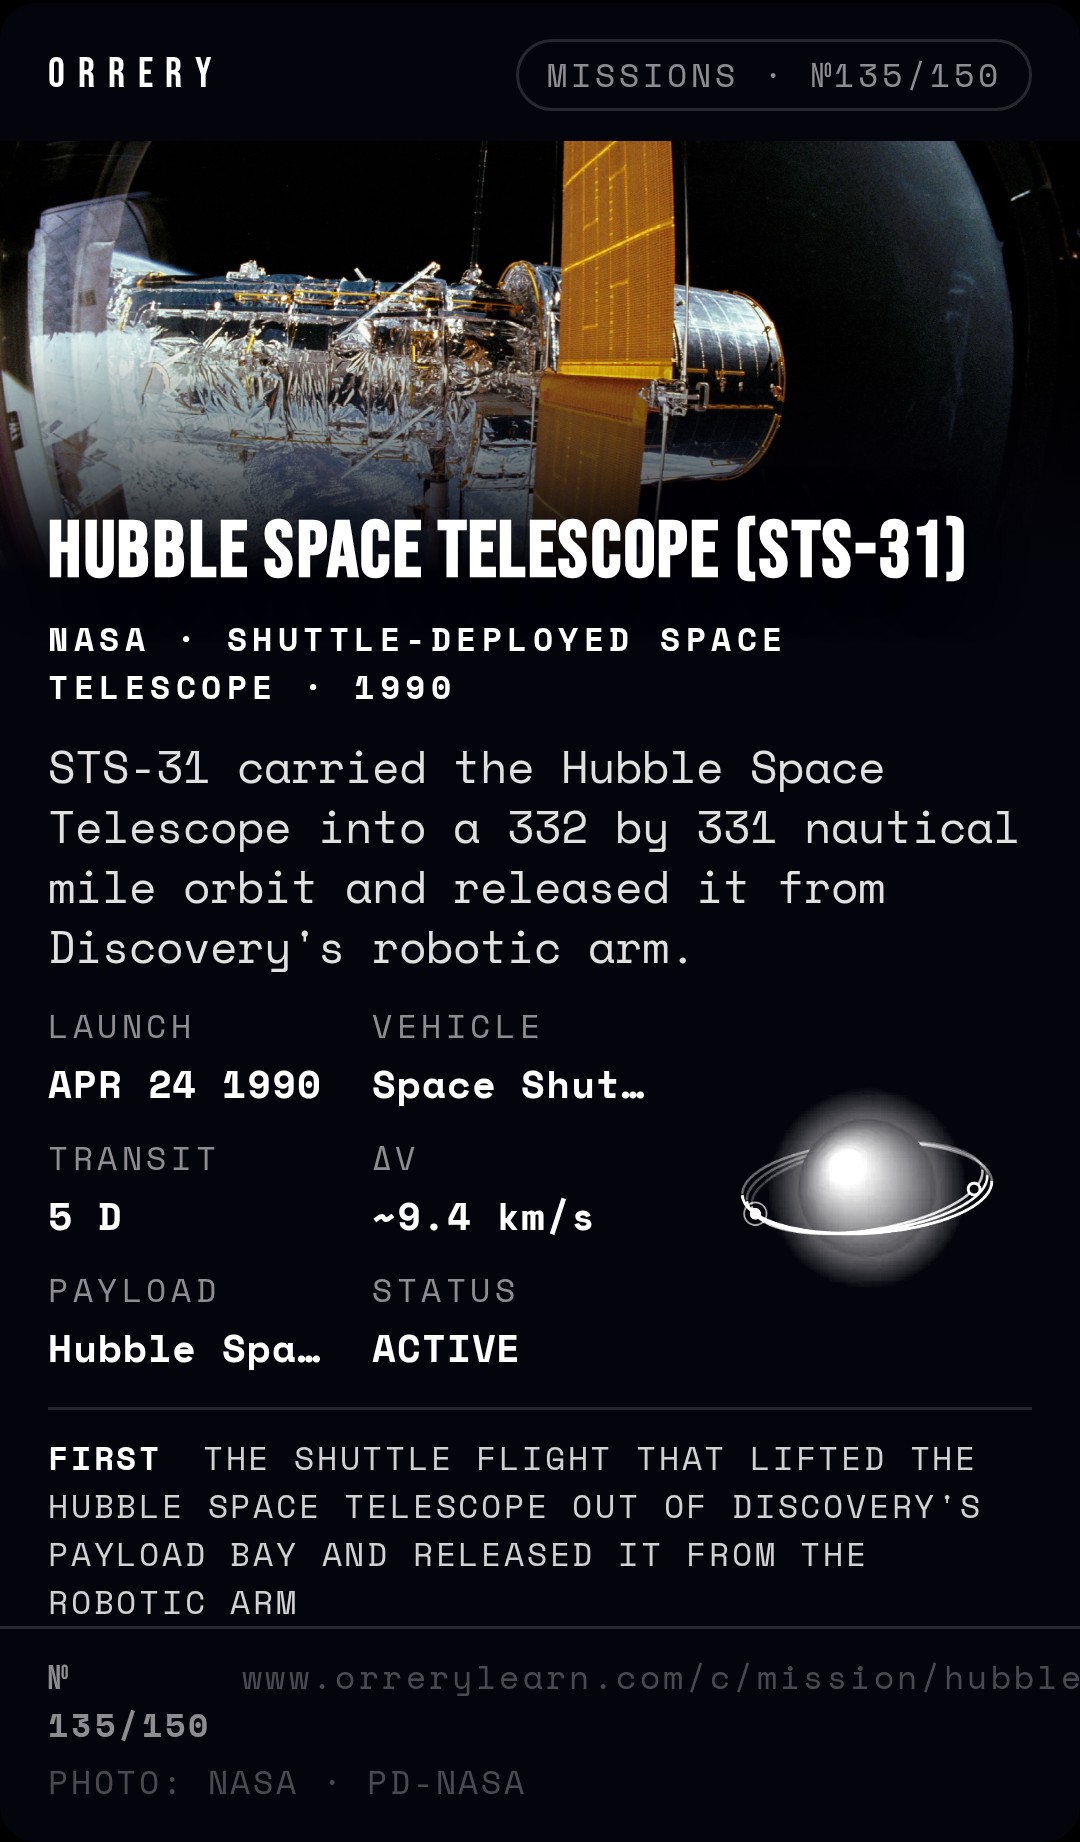 ORRERY
MISSIONS · №135/150
HUBBLE SPACE TELESCOPE (STS-31)
NASA · SHUTTLE-DEPLOYED SPACE
TELESCOPE · 1990
STS-31 carried the Hubble Space
Telescope into a 332 by 331 nautical
mile orbit and released it from
Discovery's robotic arm.
LAUNCH VEHICLE
APR 24 1990 Space Shut…
TRANSIT ΔV
5 D ~9.4 km/s
PAYLOAD STATUS
Hubble Spa… ACTIVE
FIRST THE SHUTTLE FLIGHT THAT LIFTED THE
HUBBLE SPACE TELESCOPE OUT OF DISCOVERY'S
PAYLOAD BAY AND RELEASED IT FROM THE
ROBOTIC ARM
№ www.orrerylearn.com/c/mission/hubble
135/150
PHOTO: NASA · PD-NASA